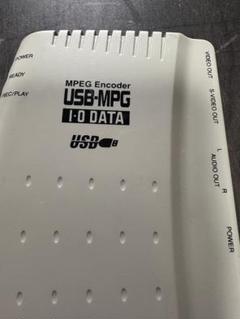 POWER
READY
REC/PLAY
MPEG Encoder
USB-MPG
I·O DATA
USB
VIDEO OUT
S-VIDEO OUT
L
AUDIO OUT
R
POWER